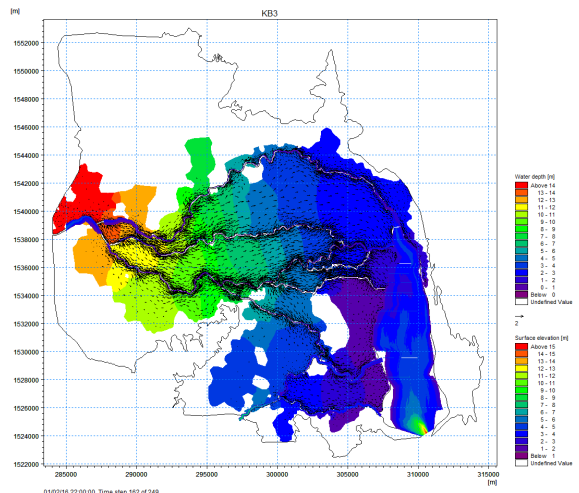 KB3
[m]
1552000
1550000
1548000
1546000
1544000
1542000
1540000
1538000
1536000
1534000
1532000
1530000
1528000
1526000
1524000
1522000
285000 290000 295000 300000 305000 310000 315000
[m]
Water depth [m]
Above 14
13 - 14
12 - 13
11 - 12
10 - 11
9 - 10
8 - 9
7 - 8
6 - 7
5 - 6
4 - 5
3 - 4
2 - 3
1 - 2
0 - 1
Below 0
Undefined Value
2
Surface elevation [m]
Above 15
14 - 15
13 - 14
12 - 13
11 - 12
10 - 11
9 - 10
8 - 9
7 - 8
6 - 7
5 - 6
4 - 5
3 - 4
2 - 3
1 - 2
Below 1
Undefined Value
01/02/16 22:00:00, Time step 162 of 249